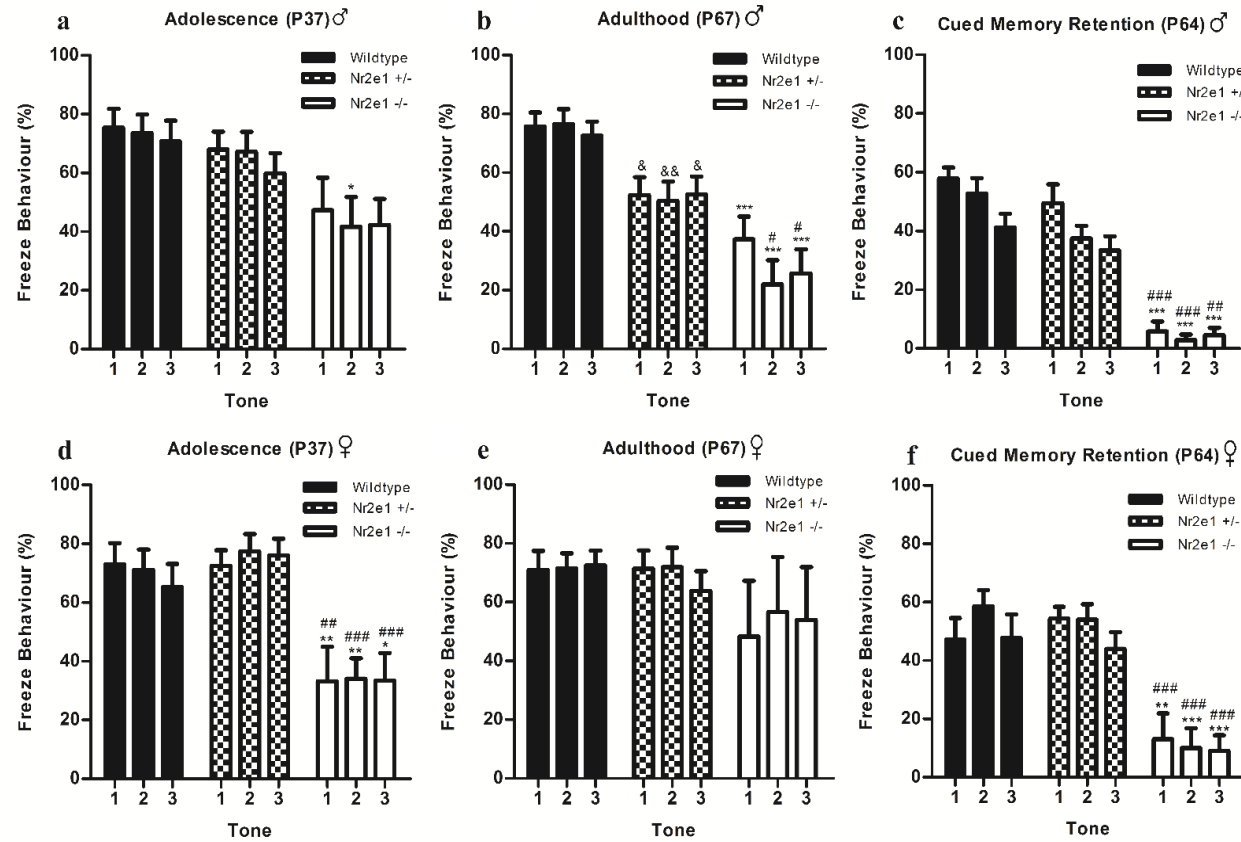 a Adolescence (P37) ♂
100
80
60
40
20
0
Freeze Behaviour (%)
Wildtype
Nr2e1 +/-
Nr2e1 -/-
*
1 2 3 1 2 3 1 2 3
Tone
b Adulthood (P67) ♂
100
80
60
40
20
0
Freeze Behaviour (%)
Wildtype
Nr2e1 +/-
Nr2e1 -/-
& && &
*** # #
*** ***
1 2 3 1 2 3 1 2 3
Tone
c Cued Memory Retention (P64) ♂
100
80
60
40
20
0
Freeze Behaviour (%)
Wildtype
Nr2e1 +/
Nr2e1 -/-
### ### ##
*** *** ***
1 2 3 1 2 3 1 2 3
Tone
d Adolescence (P37) ♀
100
80
60
40
20
0
Freeze Behaviour (%)
Wildtype
Nr2e1 +/-
Nr2e1 -/-
## ### ###
** ** *
1 2 3 1 2 3 1 2 3
Tone
e Adulthood (P67) ♀
100
80
60
40
20
0
Freeze Behaviour (%)
Wildtype
Nr2e1 +/-
Nr2e1 -/-
1 2 3 1 2 3 1 2 3
Tone
f Cued Memory Retention (P64) ♀
100
80
60
40
20
0
Freeze Behaviour (%)
Wildtype
Nr2e1 +/-
Nr2e1 -/-
### ### ###
** *** ***
1 2 3 1 2 3 1 2 3
Tone